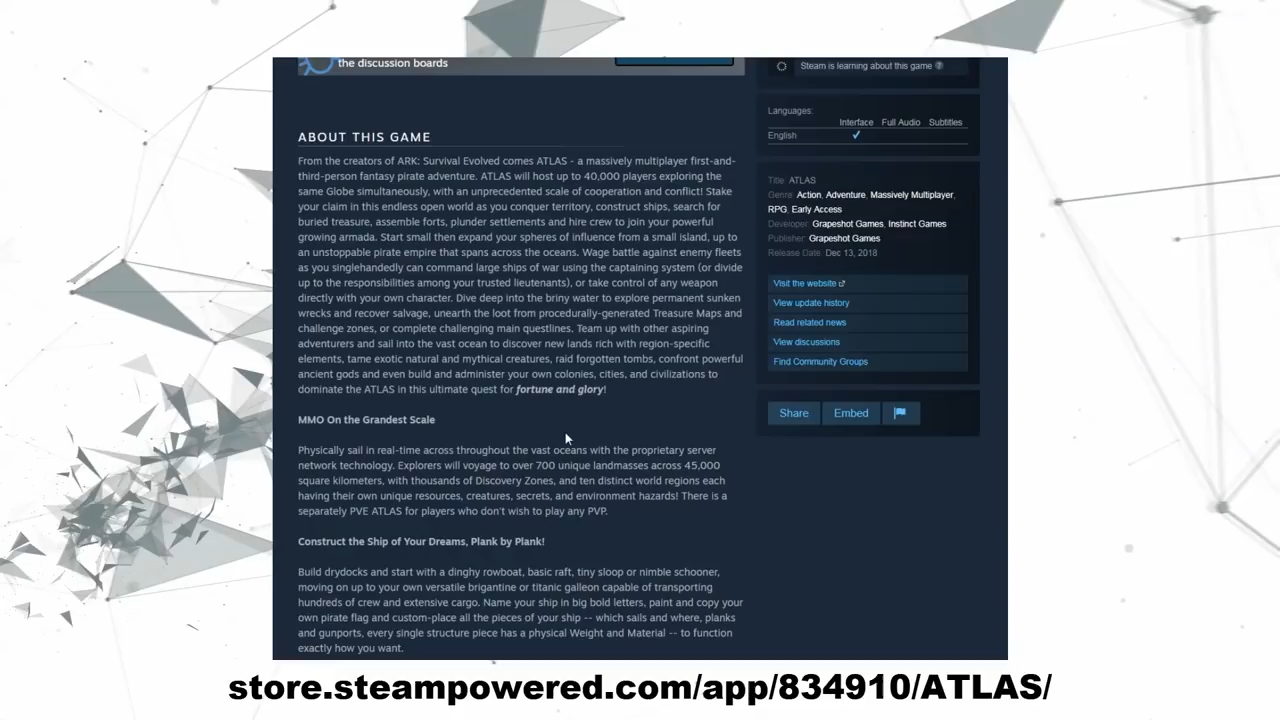 the discussion boards
Steam is learning about this game
ABOUT THIS GAME
From the creators of ARK: Survival Evolved comes ATLAS - a massively multiplayer first-and-
third-person fantasy pirate adventure. ATLAS will host up to 40,000 players exploring the
same Globe simultaneously, with an unprecedented scale of cooperation and conflict! Stake
your claim in this endless open world as you conquer territory, construct ships, search for
buried treasure, assemble forts, plunder settlements and hire crew to join your powerful
growing armada. Start small then expand your spheres of influence from a small island, up to
an unstoppable pirate empire that spans across the oceans. Wage battle against enemy fleets
as you singlehandedly can command large ships of war using the captaining system (or divide
up to the responsibilities among your trusted lieutenants), or take control of any weapon
directly with your own character. Dive deep into the briny water to explore permanent sunken
wrecks and recover salvage, unearth the loot from procedurally-generated Treasure Maps and
challenge zones, or complete challenging main questlines. Team up with other aspiring
adventurers and sail into the vast ocean to discover new lands rich with region-specific
elements, tame exotic natural and mythical creatures, raid forgotten tombs, confront powerful
ancient gods and even build and administer your own colonies, cities, and civilizations to
dominate the ATLAS in this ultimate quest for fortune and glory!
MMO On the Grandest Scale
Physically sail in real-time across throughout the vast oceans with the proprietary server
network technology. Explorers will voyage to over 700 unique landmasses across 45,000
square kilometers, with thousands of Discovery Zones, and ten distinct world regions each
having their own unique resources, creatures, secrets, and environment hazards! There is a
separately PVE ATLAS for players who don't wish to play any PVP.
Construct the Ship of Your Dreams, Plank by Plank!
Build drydocks and start with a dinghy rowboat, basic raft, tiny sloop or nimble schooner,
moving on up to your own versatile brigantine or titanic galleon capable of transporting
hundreds of crew and extensive cargo. Name your ship in big bold letters, paint and copy your
own pirate flag and custom-place all the pieces of your ship -- which sails and where, planks
and gunports, every single structure piece has a physical Weight and Material -- to function
exactly how you want.
Languages:
Interface Full Audio Subtitles
English ✓
Title: ATLAS
Genre: Action, Adventure, Massively Multiplayer,
RPG, Early Access
Developer: Grapeshot Games, Instinct Games
Publisher: Grapeshot Games
Release Date: Dec 13, 2018
Visit the website
View update history
Read related news
View discussions
Find Community Groups
Share Embed
store.steampowered.com/app/834910/ATLAS/